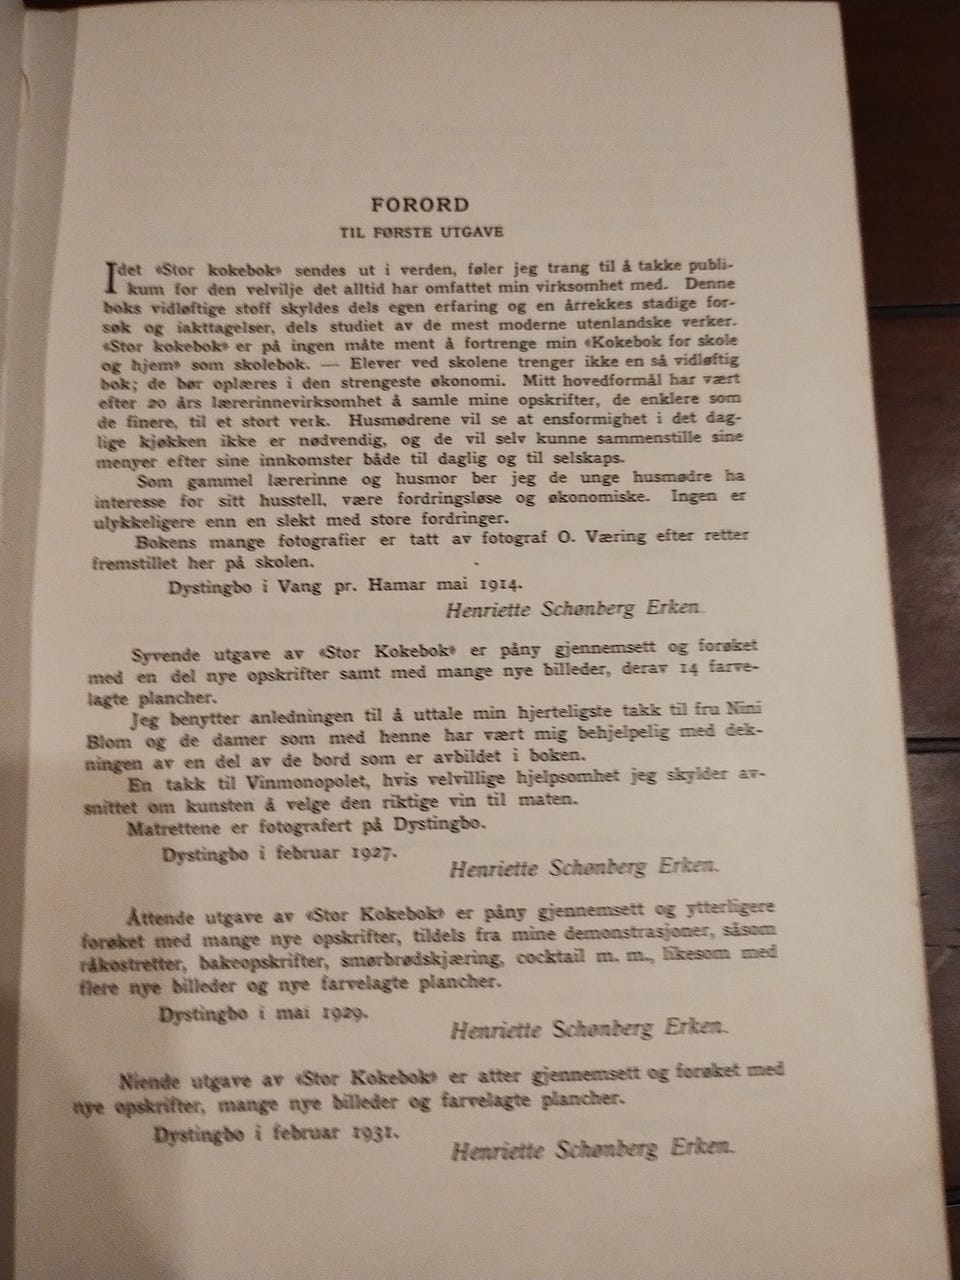 FORORD
TIL FØRSTE UTGAVE
Idet «Stor kokebok» sendes ut i verden, føler jeg trang til å takke publi-
kum for den velvilje det alltid har omfattet min virksomhet med. Denne
boks vidløftige stoff skyldes dels egen erfaring og en årrekkes stadige for-
søk og iakttagelser, dels studiet av de mest moderne utenlandske verker.
«Stor kokebok» er på ingen måte ment å fortrenge min «Kokebok for skole
og hjem» som skolebok. — Elever ved skolene trenger ikke en så vidløftig
bok; de bør oplæres i den strengeste økonomi. Mitt hovedformål har vært
efter 20 års lærerinnevirksomhet å samle mine opskrifter, de enklere som
de finere, til et stort verk. Husmødrene vil se at ensformighet i det dag-
lige kjøkken ikke er nødvendig, og de vil selv kunne sammenstille sine
menyer efter sine innkomster både til daglig og til selskaps.
Som gammel lærerinne og husmor ber jeg de unge husmødre ha
interesse for sitt husstell, være fordringsløse og økonomiske. Ingen er
ulykkeligere enn en slekt med store fordringer.
Bokens mange fotografier er tatt av fotograf O. Væring efter retter
fremstillet her på skolen.
Dystingbo i Vang pr. Hamar mai 1914.
Henriette Schønberg Erken.
Syvende utgave av «Stor Kokebok» er påny gjennemsett og forøket
med en del nye opskrifter samt med mange nye billeder, derav 14 farve-
lagte plancher.
Jeg benytter anledningen til å uttale min hjerteligste takk til fru Nini
Blom og de damer som med henne har vært mig behjelpelig med dek-
ningen av en del av de bord som er avbildet i boken.
En takk til Vinmonopolet, hvis velvillige hjelpsomhet jeg skylder av-
snittet om kunsten å velge den riktige vin til maten.
Matrettene er fotografert på Dystingbo.
Dystingbo i februar 1927.
Henriette Schønberg Erken.
Åttende utgave av «Stor Kokebok» er påny gjennemsett og ytterligere
forøket med mange nye opskrifter, tildels fra mine demonstrasjoner, såsom
råkostretter, bakeopskrifter, smørbrødskjæring, cocktail m. m., likesom med
flere nye billeder og nye farvelagte plancher.
Dystingbo i mai 1929.
Henriette Schønberg Erken.
Niende utgave av «Stor Kokebok» er atter gjennemsett og forøket med
nye opskrifter, mange nye billeder og farvelagte plancher.
Dystingbo i februar 1931.
Henriette Schønberg Erken.